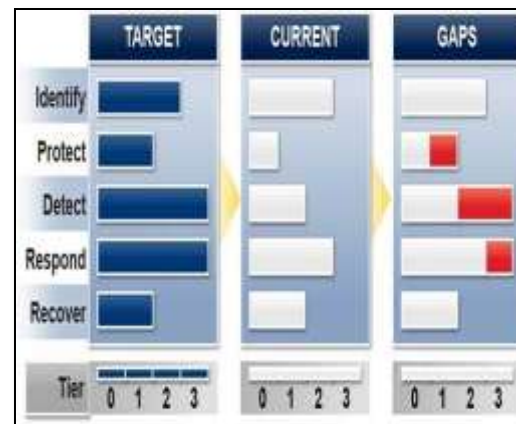 TARGET CURRENT GAPS
Identify
Protect
Detect
Respond
Recover
Tier 0 1 2 3 0 1 2 3 0 1 2 3